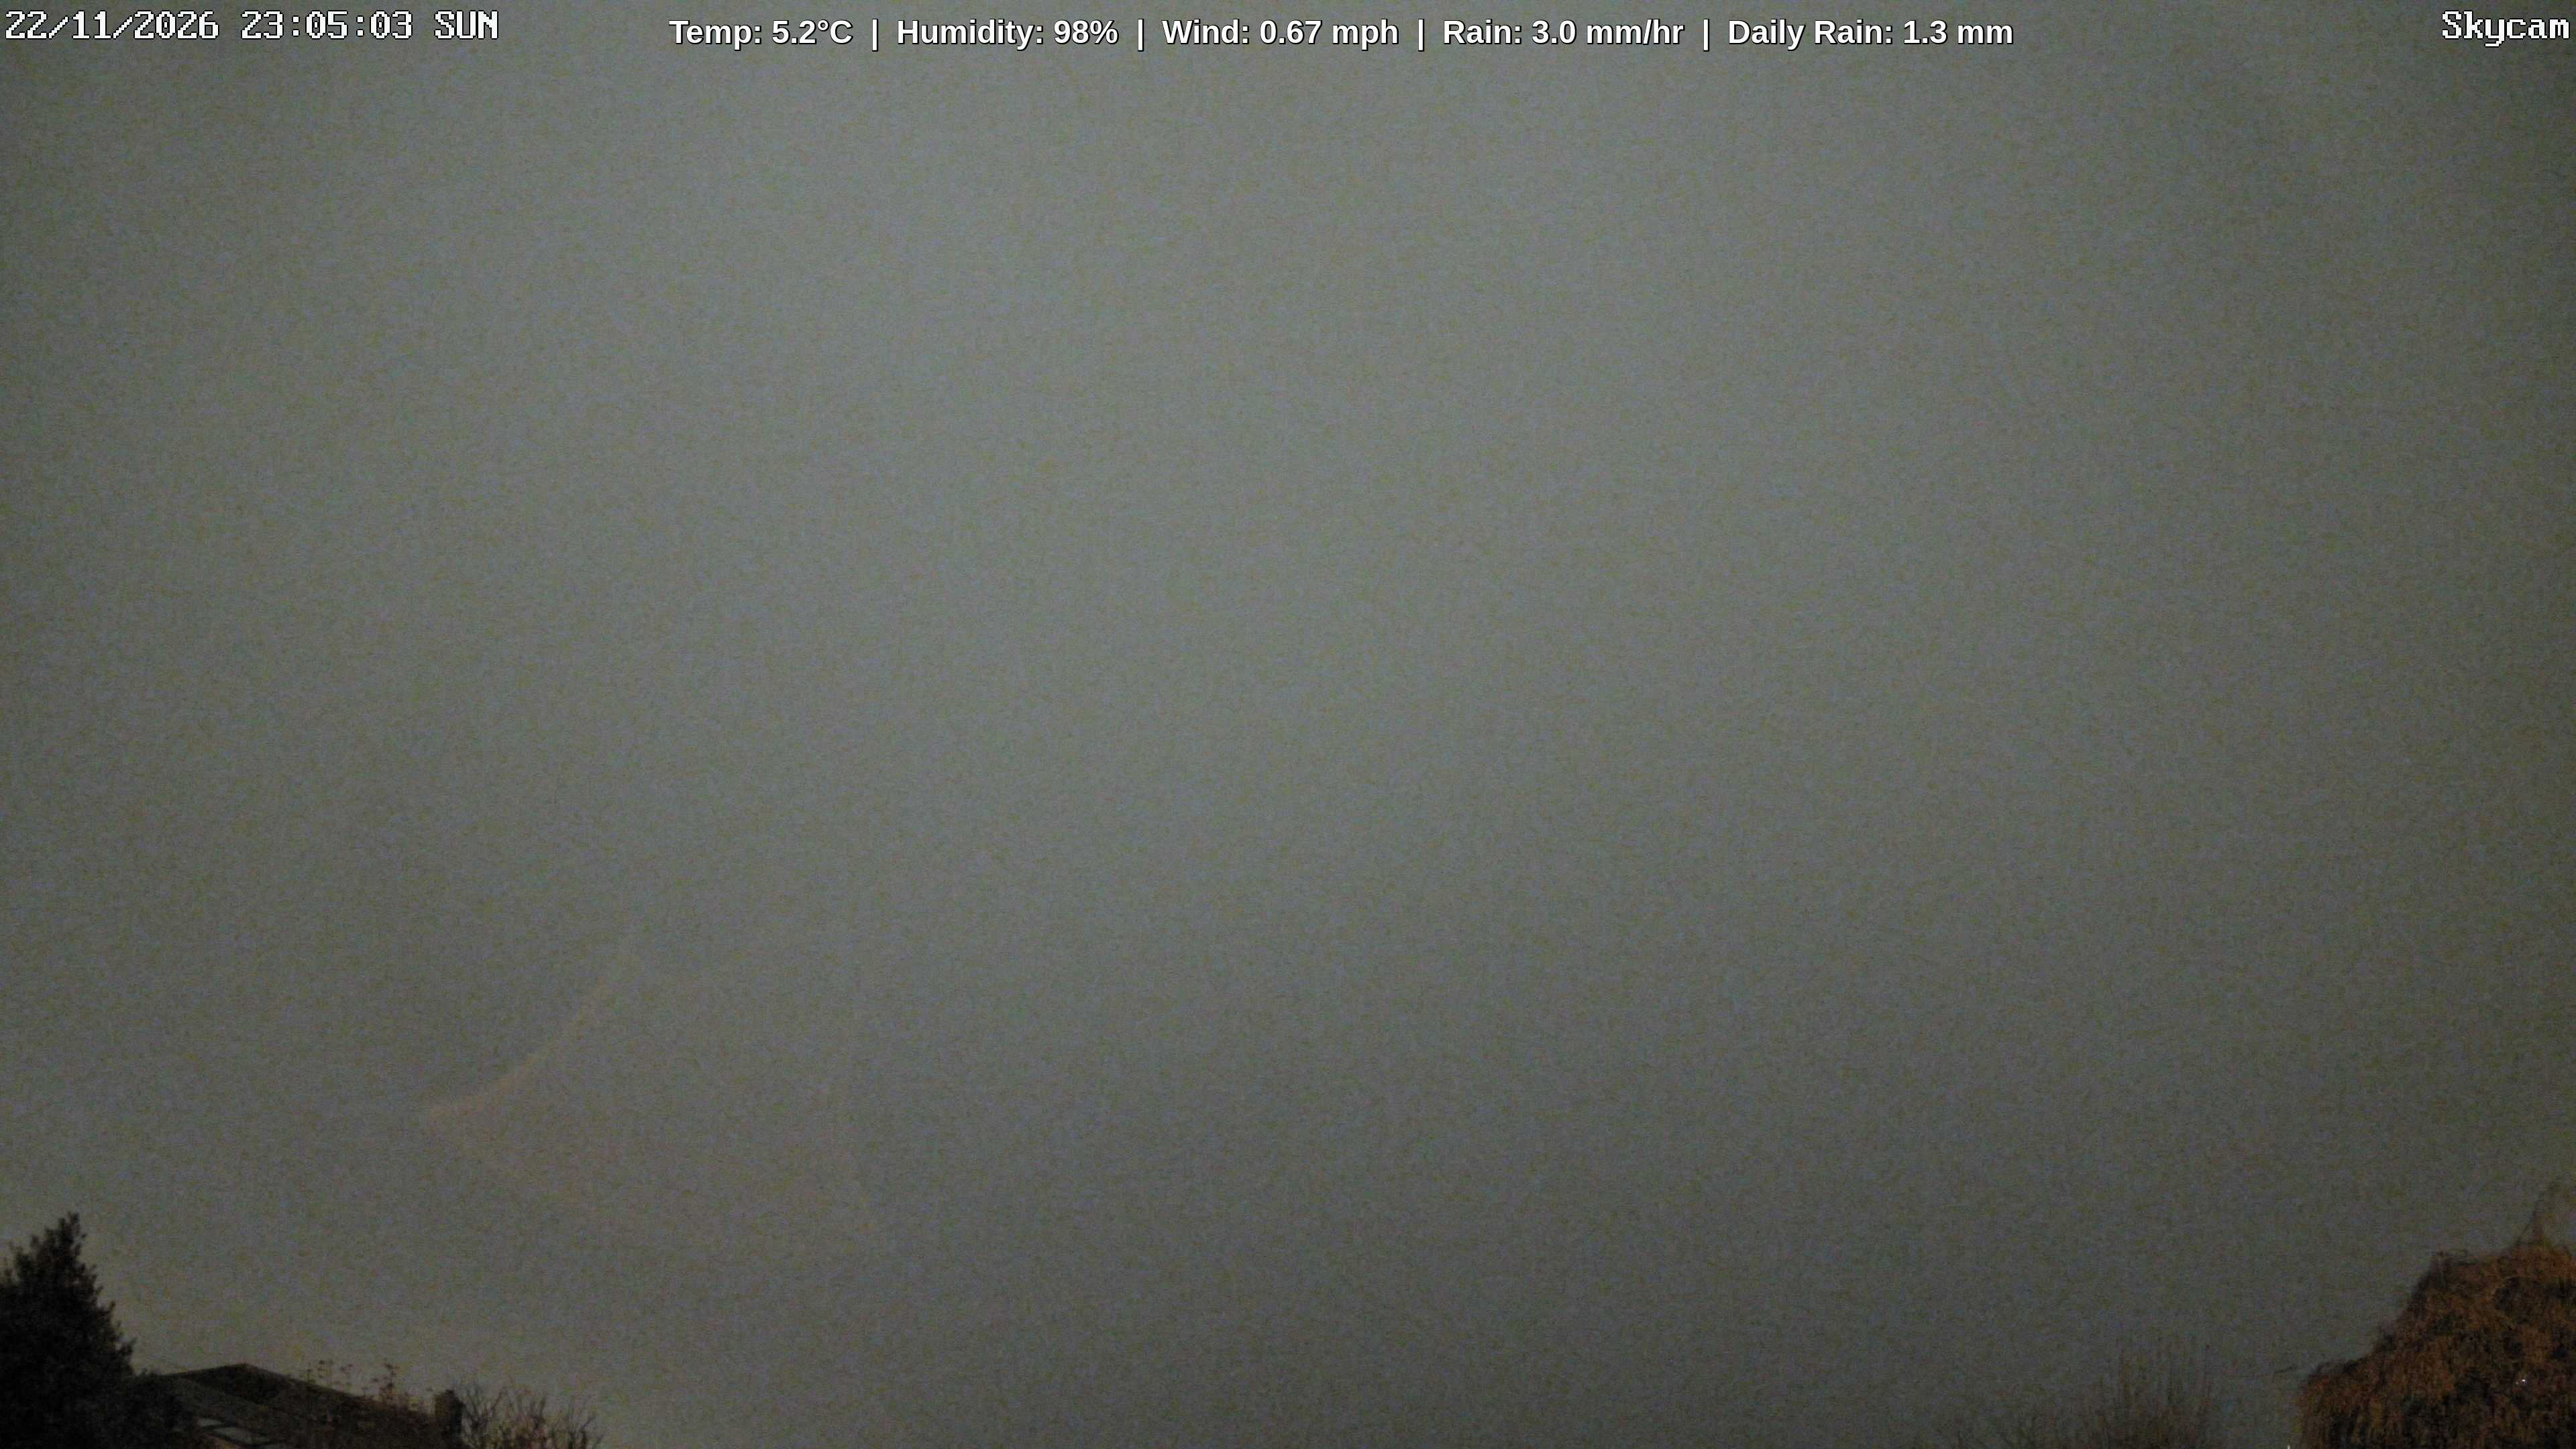 22/11/2026 23:05:03 SUN
Temp: 5.2°C | Humidity: 98% | Wind: 0.67 mph | Rain: 3.0 mm/hr | Daily Rain: 1.3 mm
Skycam